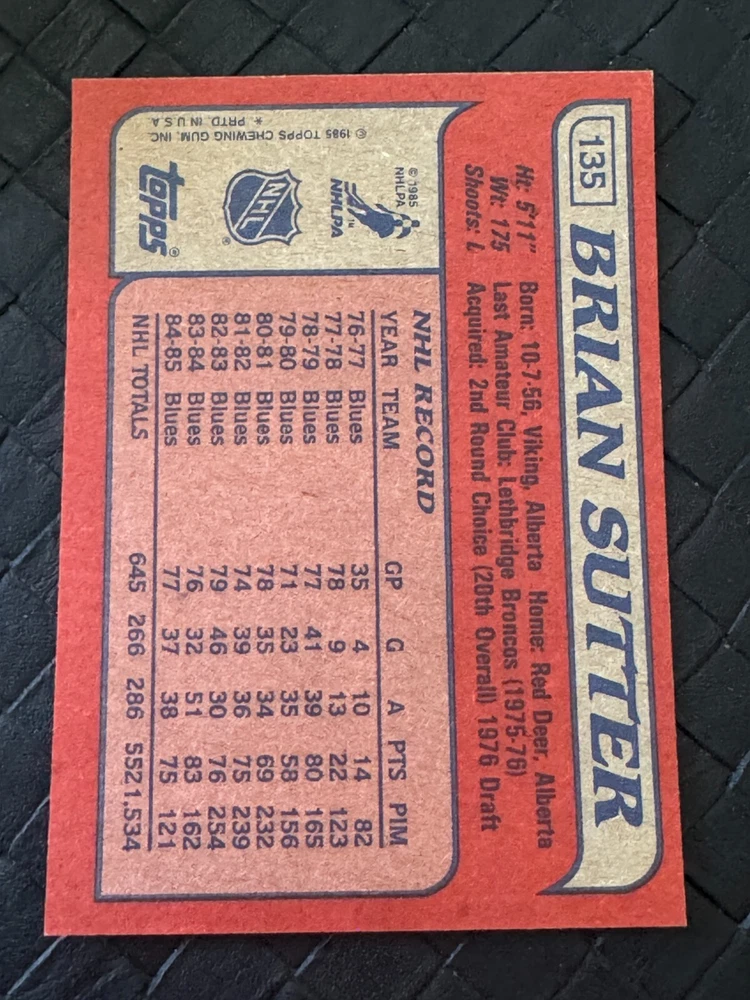 135 BRIAN SUTTER
Ht: 5'11" Born: 10-7-56, Viking, Alberta Home: Red Deer, Alberta
Wt: 175 Last Amateur Club: Lethbridge Broncos (1975-76)
Shoots: L Acquired: 2nd Round Choice (20th Overall) 1976 Draft
NHL RECORD
YEAR TEAM GP G A PTS PIM
76-77 Blues 35 4 10 14 82
77-78 Blues 78 9 13 22 123
78-79 Blues 77 41 39 80 165
79-80 Blues 71 23 35 58 156
80-81 Blues 78 35 34 69 232
81-82 Blues 74 39 36 75 239
82-83 Blues 79 46 30 76 254
83-84 Blues 76 32 51 83 162
84-85 Blues 77 37 38 75 121
NHL TOTALS 645 266 286 552 1,534
© 1985
NHLPA
NHLPA TM
NHL ®
TOPPS ®
© 1985 TOPPS CHEWING GUM, INC.
* PRTD. IN U.S.A